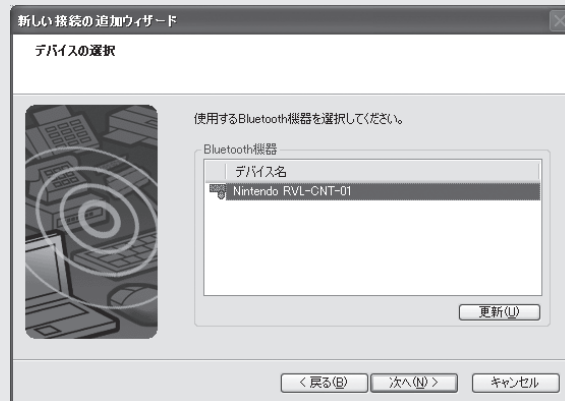 新しい接続の追加ウィザード
デバイスの選択
使用するBluetooth機器を選択してください。
Bluetooth機器
デバイス名
Nintendo RVL-CNT-01
更新(U)
< 戻る(B) 次へ(N) > キャンセル